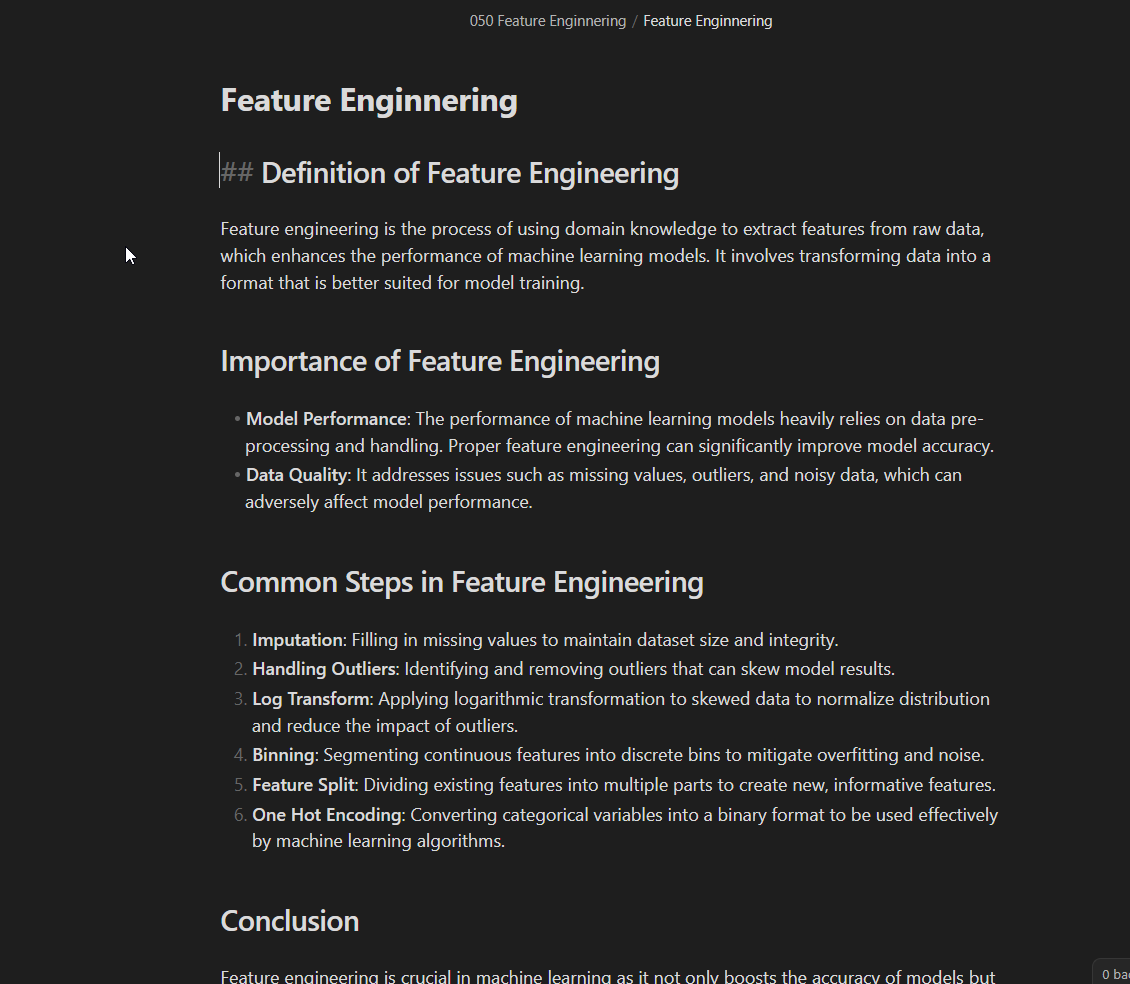 050 Feature Enginnering / Feature Enginnering
Feature Enginnering
## Definition of Feature Engineering
Feature engineering is the process of using domain knowledge to extract features from raw data,
which enhances the performance of machine learning models. It involves transforming data into a
format that is better suited for model training.
Importance of Feature Engineering
• Model Performance: The performance of machine learning models heavily relies on data pre-
processing and handling. Proper feature engineering can significantly improve model accuracy.
• Data Quality: It addresses issues such as missing values, outliers, and noisy data, which can
adversely affect model performance.
Common Steps in Feature Engineering
1. Imputation: Filling in missing values to maintain dataset size and integrity.
2. Handling Outliers: Identifying and removing outliers that can skew model results.
3. Log Transform: Applying logarithmic transformation to skewed data to normalize distribution
and reduce the impact of outliers.
4. Binning: Segmenting continuous features into discrete bins to mitigate overfitting and noise.
5. Feature Split: Dividing existing features into multiple parts to create new, informative features.
6. One Hot Encoding: Converting categorical variables into a binary format to be used effectively
by machine learning algorithms.
Conclusion
Feature engineering is crucial in machine learning as it not only boosts the accuracy of models but
0